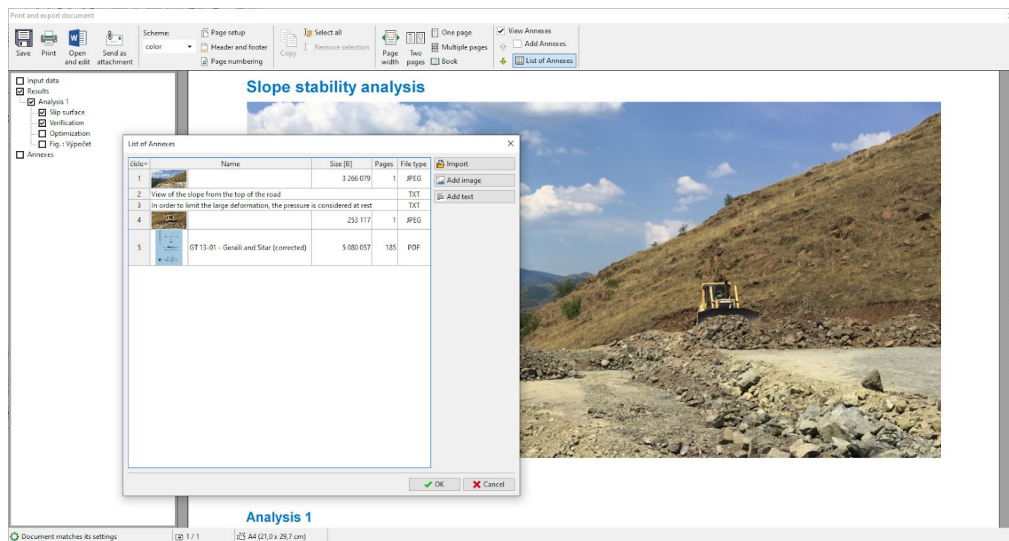 Print and export document
Save
Print
Open and edit
Send as attachment
Scheme:
color
Page setup
Header and footer
Page numbering
Copy
Select all
Remove selection
Page width
Two pages
One page
Multiple pages
Book
View Annexes
Add Annexes
List of Annexes
Input data
Results
Analysis 1
Slip surface
Verification
Optimization
Fig. : Výpočet
Annexes
Slope stability analysis
List of Annexes
číslo Name Size [B] Pages File type
1 3 266 079 1 JPEG
2 View of the slope from the top of the road TXT
3 In order to limit the large deformation, the pressure is considered at rest TXT
4 253 117 1 JPEG
5 GT 13-01 - Geraili and Sitar (corrected) 5 080 057 185 PDF
Import
Add image
Add text
OK
Cancel
Analysis 1
Document matches its settings
1 / 1
A4 (21,0 x 29,7 cm)